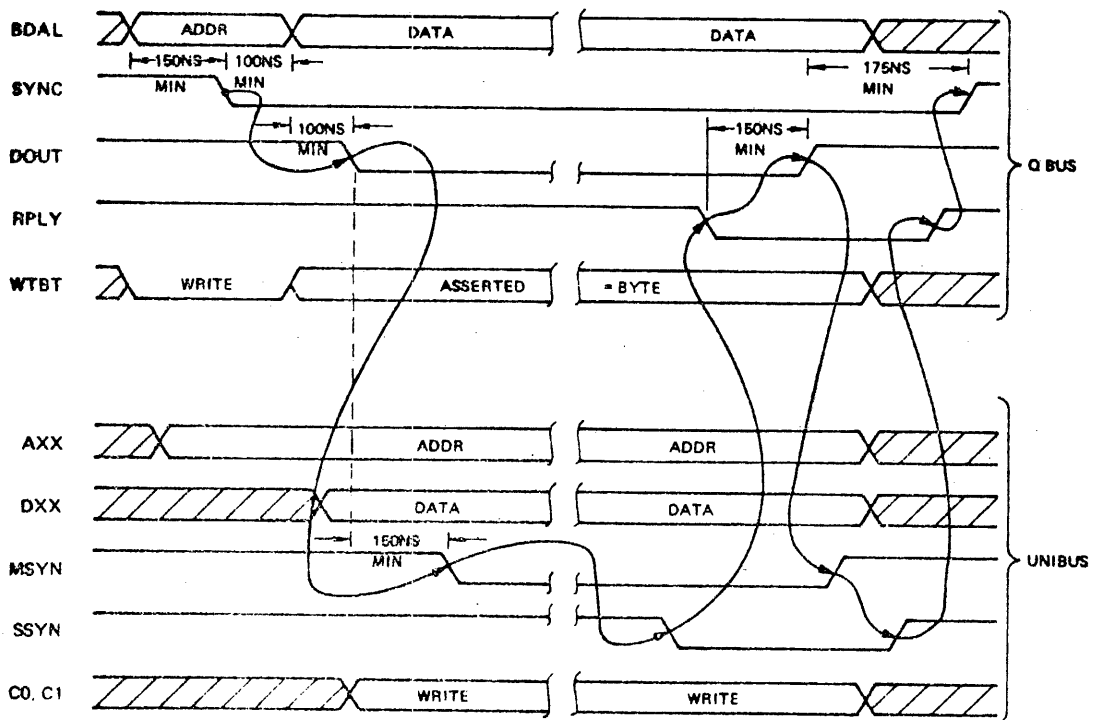 BDAL ADDR DATA DATA
150NS 100NS 175NS
SYNC MIN MIN MIN
100NS 150NS
DOUT MIN MIN
Q BUS
RPLY
WTBT WRITE ASSERTED = BYTE
AXX ADDR ADDR
DXX DATA DATA
150NS
MSYN MIN
UNIBUS
SSYN
C0, C1 WRITE WRITE